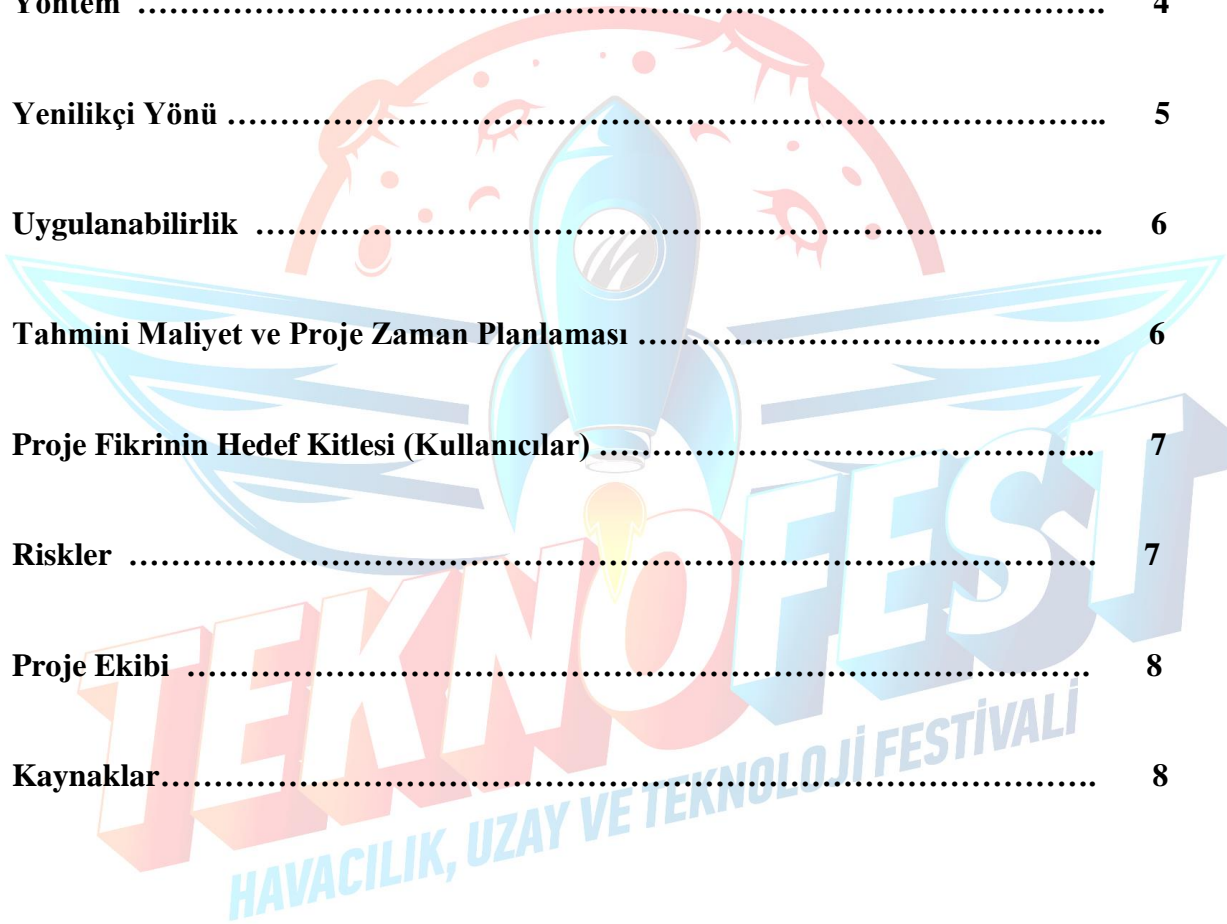 Yöntem ……………………………………………………………………………. 4
Yenilikçi Yönü ……………………………………………………………………….. 5
Uygulanabilirlik …………………………………………………………………….. 6
Tahmini Maliyet ve Proje Zaman Planlaması …………………………………….. 6
Proje Fikrinin Hedef Kitlesi (Kullanıcılar) ……………………………………….. 7
Riskler ………………………………………………………………………………. 7
Proje Ekibi …………………………………………………………………………. 8
Kaynaklar……………………………………………………………………………. 8
TEKNOFEST
HAVACILIK, UZAY VE TEKNOLOJİ FESTİVALİ